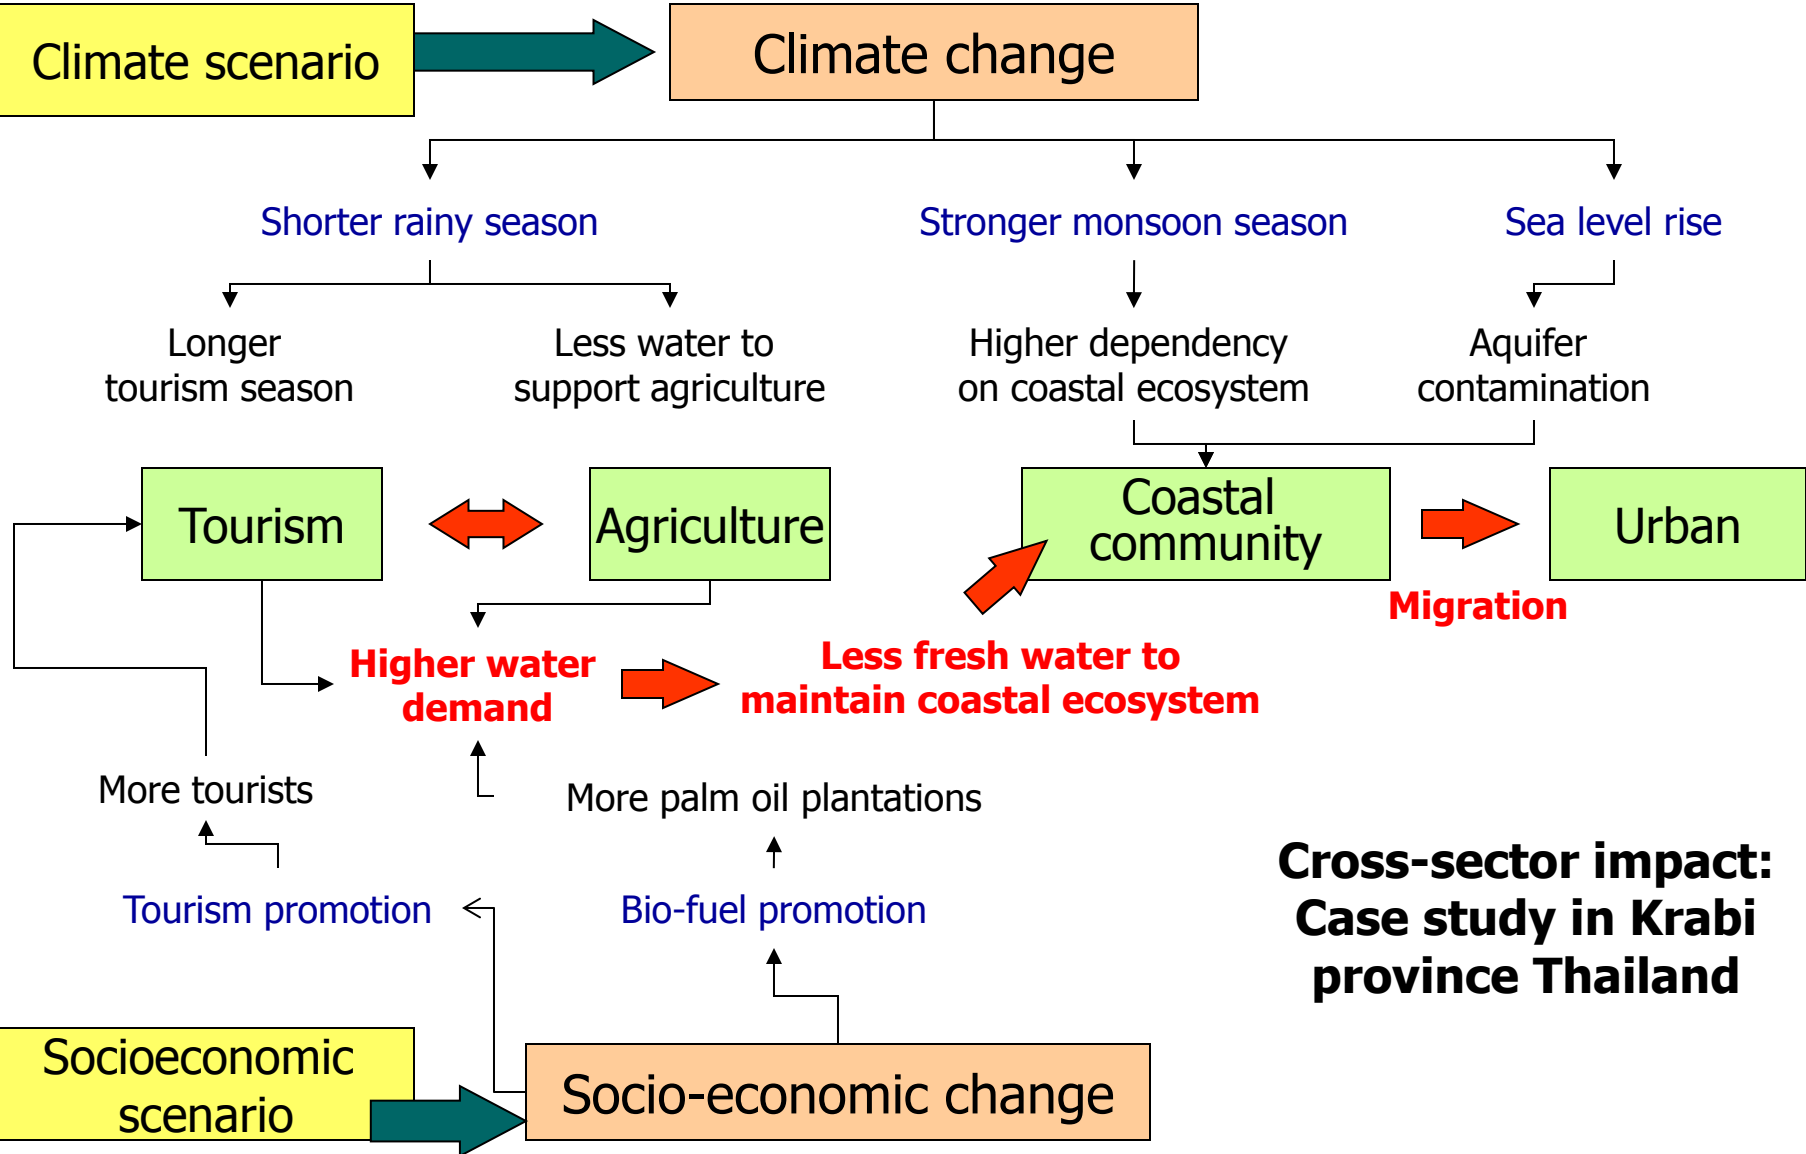 Climate scenario
Climate change
Shorter rainy season
Stronger monsoon season
Sea level rise
Longer
tourism season
Less water to
support agriculture
Higher dependency
on coastal ecosystem
Aquifer
contamination
Tourism
Agriculture
Coastal
community
Urban
Migration
Higher water
demand
Less fresh water to
maintain coastal ecosystem
More tourists
More palm oil plantations
Tourism promotion
Bio-fuel promotion
Cross-sector impact:
Case study in Krabi
province Thailand
Socioeconomic
scenario
Socio-economic change